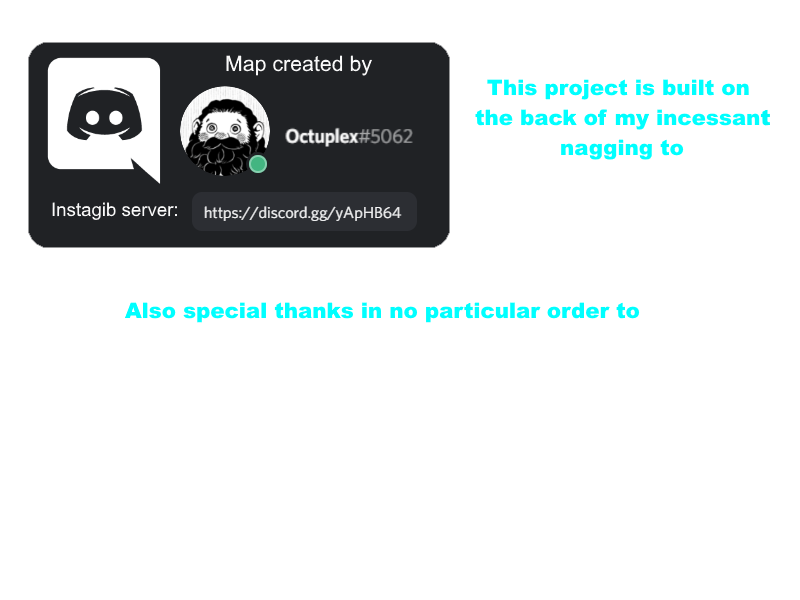 Map created by
Octuplex#5062
Instagib server:
https://discord.gg/yApHB64
This project is built on
the back of my incessant
nagging to
Also special thanks in no particular order to